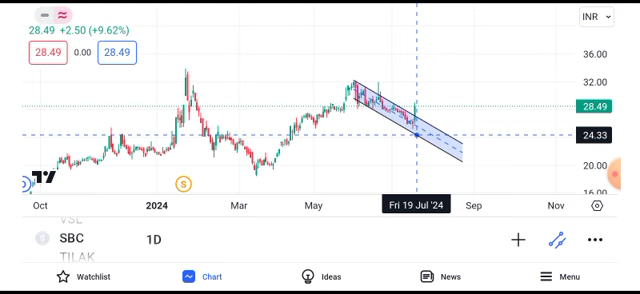 INR
28.49 +2.50 (+9.62%)
28.49 0.00 28.49
36.00
32.00
28.49
24.33
20.00
16.00
Oct 2024 Mar May Fri 19 Jul '24 Sep Nov
S
VSL
SBC 1D
TILAK
Watchlist Chart Ideas News Menu